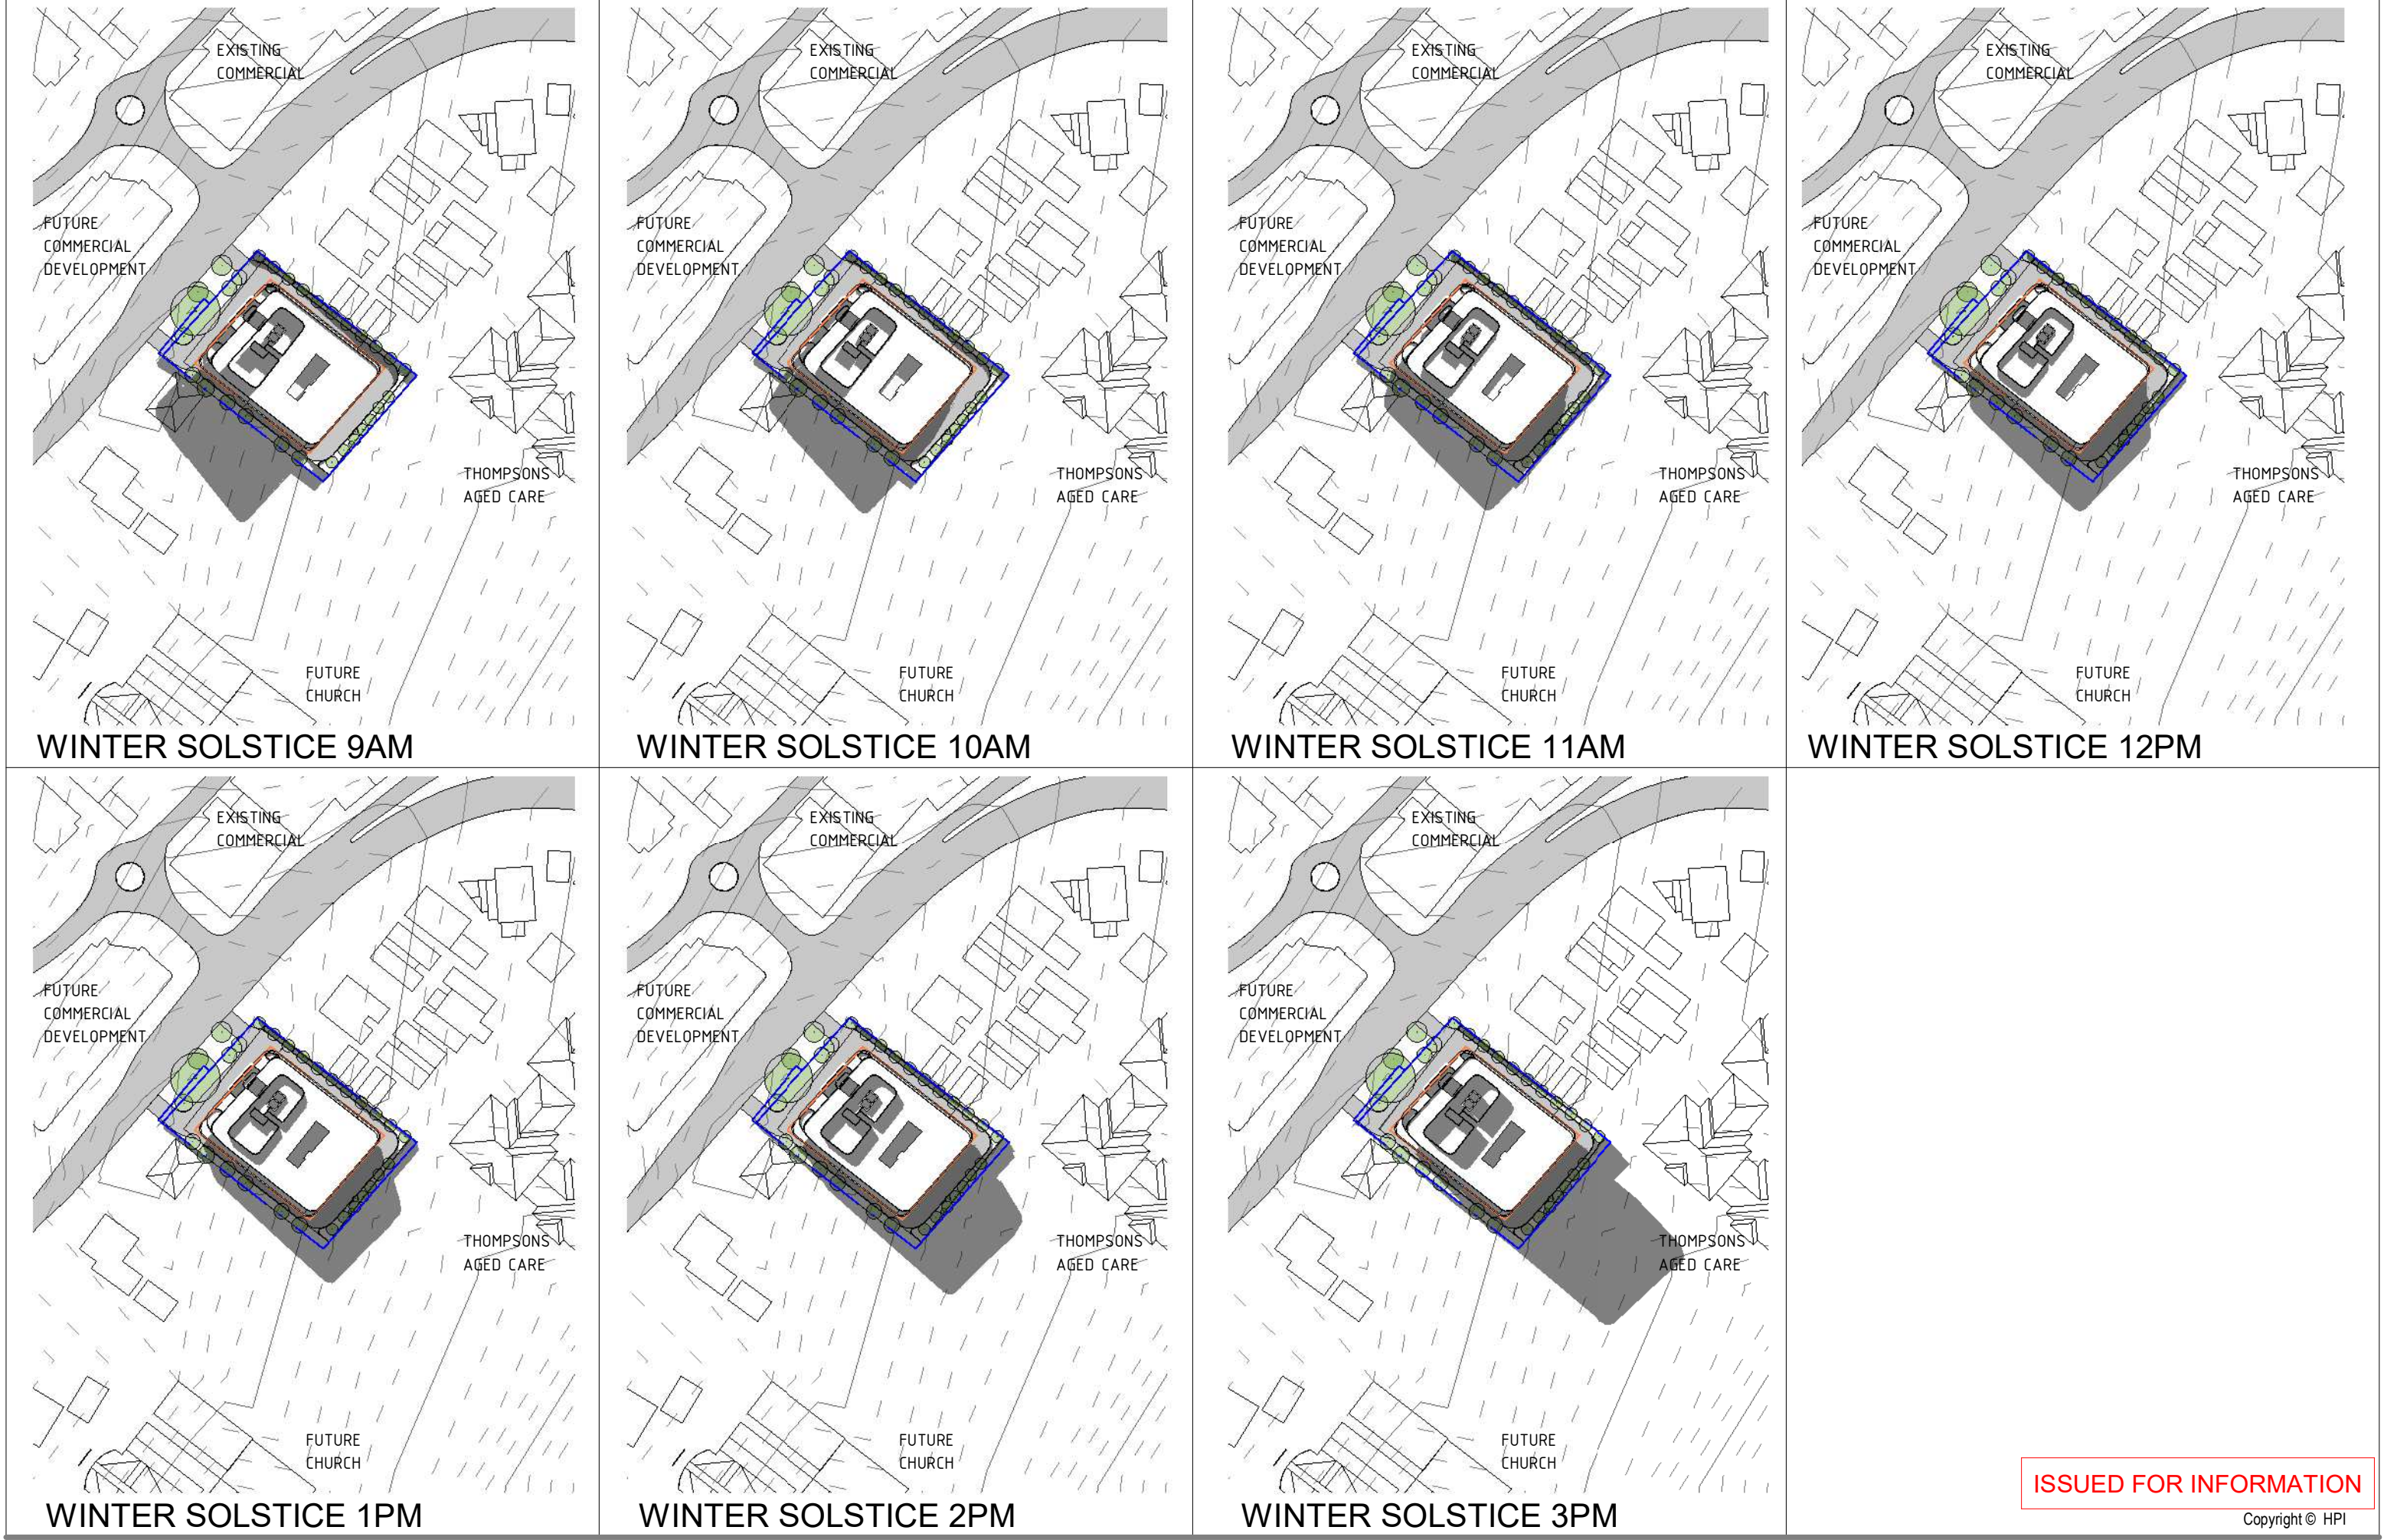 EXISTING
COMMERCIAL
FUTURE
COMMERCIAL
DEVELOPMENT
THOMPSONS
AGED CARE
FUTURE
CHURCH
WINTER SOLSTICE 9AM
EXISTING
COMMERCIAL
FUTURE
COMMERCIAL
DEVELOPMENT
THOMPSONS
AGED CARE
FUTURE
CHURCH
WINTER SOLSTICE 10AM
EXISTING
COMMERCIAL
FUTURE
COMMERCIAL
DEVELOPMENT
THOMPSONS
AGED CARE
FUTURE
CHURCH
WINTER SOLSTICE 11AM
EXISTING
COMMERCIAL
FUTURE
COMMERCIAL
DEVELOPMENT
THOMPSONS
AGED CARE
FUTURE
CHURCH
WINTER SOLSTICE 12PM
EXISTING
COMMERCIAL
FUTURE
COMMERCIAL
DEVELOPMENT
THOMPSONS
AGED CARE
FUTURE
CHURCH
WINTER SOLSTICE 1PM
EXISTING
COMMERCIAL
FUTURE
COMMERCIAL
DEVELOPMENT
THOMPSONS
AGED CARE
FUTURE
CHURCH
WINTER SOLSTICE 2PM
EXISTING
COMMERCIAL
FUTURE
COMMERCIAL
DEVELOPMENT
THOMPSONS
AGED CARE
FUTURE
CHURCH
WINTER SOLSTICE 3PM
ISSUED FOR INFORMATION
Copyright © HPI